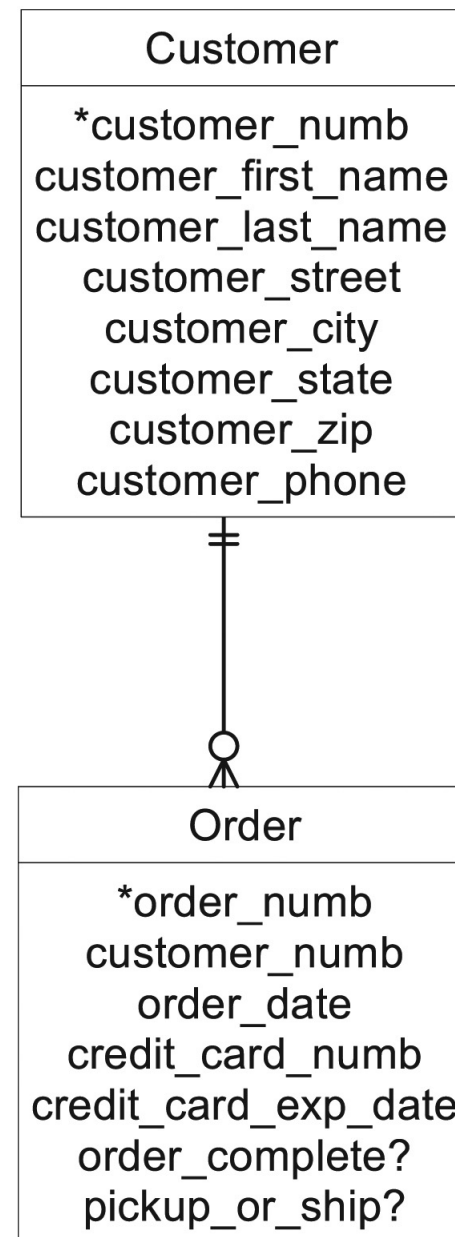 Customer
*customer_numb
customer_first_name
customer_last_name
customer_street
customer_city
customer_state
customer_zip
customer_phone
Order
*order_numb
customer_numb
order_date
credit_card_numb
credit_card_exp_date
order_complete?
pickup_or_ship?